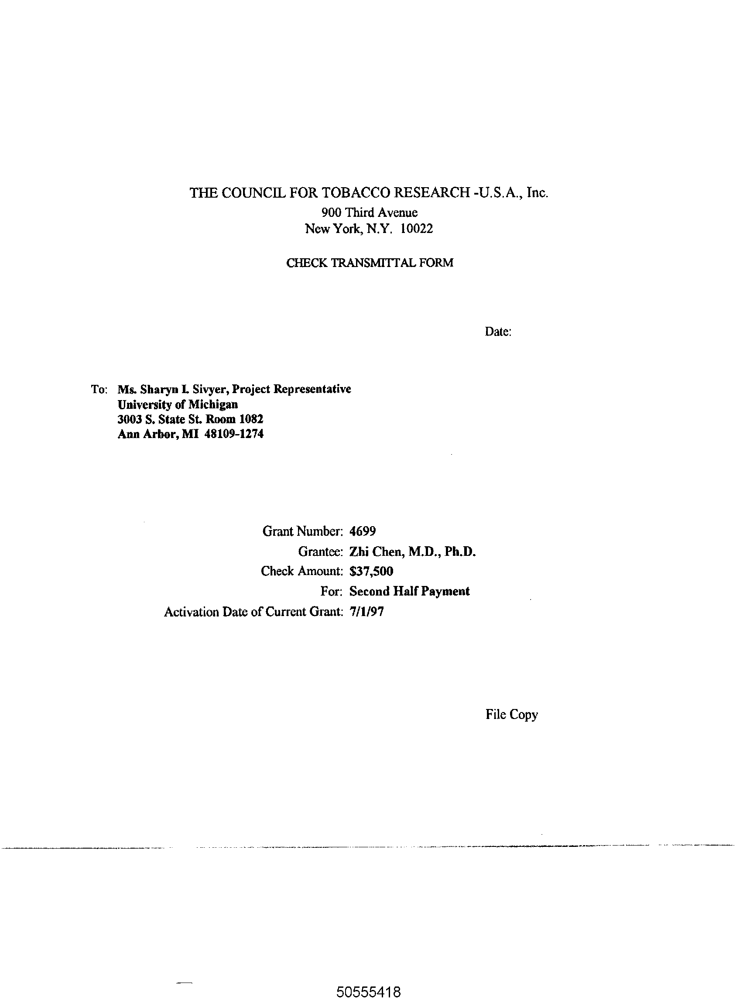 THE COUNCIL FOR TOBACCO RESEARCH -U.S.A., Inc.
900 Third Avenue
New York, N.Y. 10022
CHECK TRANSMITTAL FORM
Date:
To: Ms. Sharyn I. Sivyer, Project Representative
University of Michigan
3003 S. State St. Room 1082
Ann Arbor, MI 48109-1274
Grant Number: 4699
Grantee: Zhi Chen, M.D., Ph.D.
Check Amount: $37,500
For: Second Half Payment
Activation Date of Current Grant: 7/1/97
File Copy
50555418